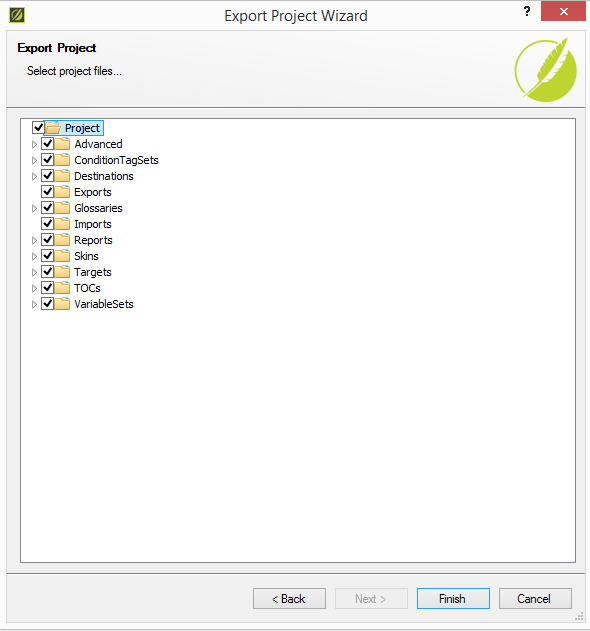 Export Project Wizard
?
Export Project
Select project files...
Project
Advanced
ConditionTagSets
Destinations
Exports
Glossaries
Imports
Reports
Skins
Targets
TOCs
VariableSets
< Back
Next >
Finish
Cancel